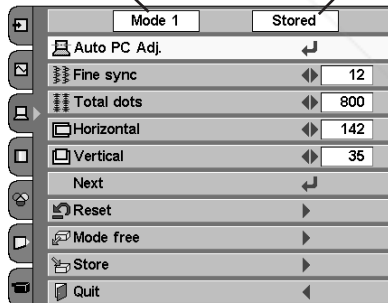 Mode 1 Stored
Auto PC Adj.
Fine sync 12
Total dots 800
Horizontal 142
Vertical 35
Next
Reset
Mode free
Store
Quit